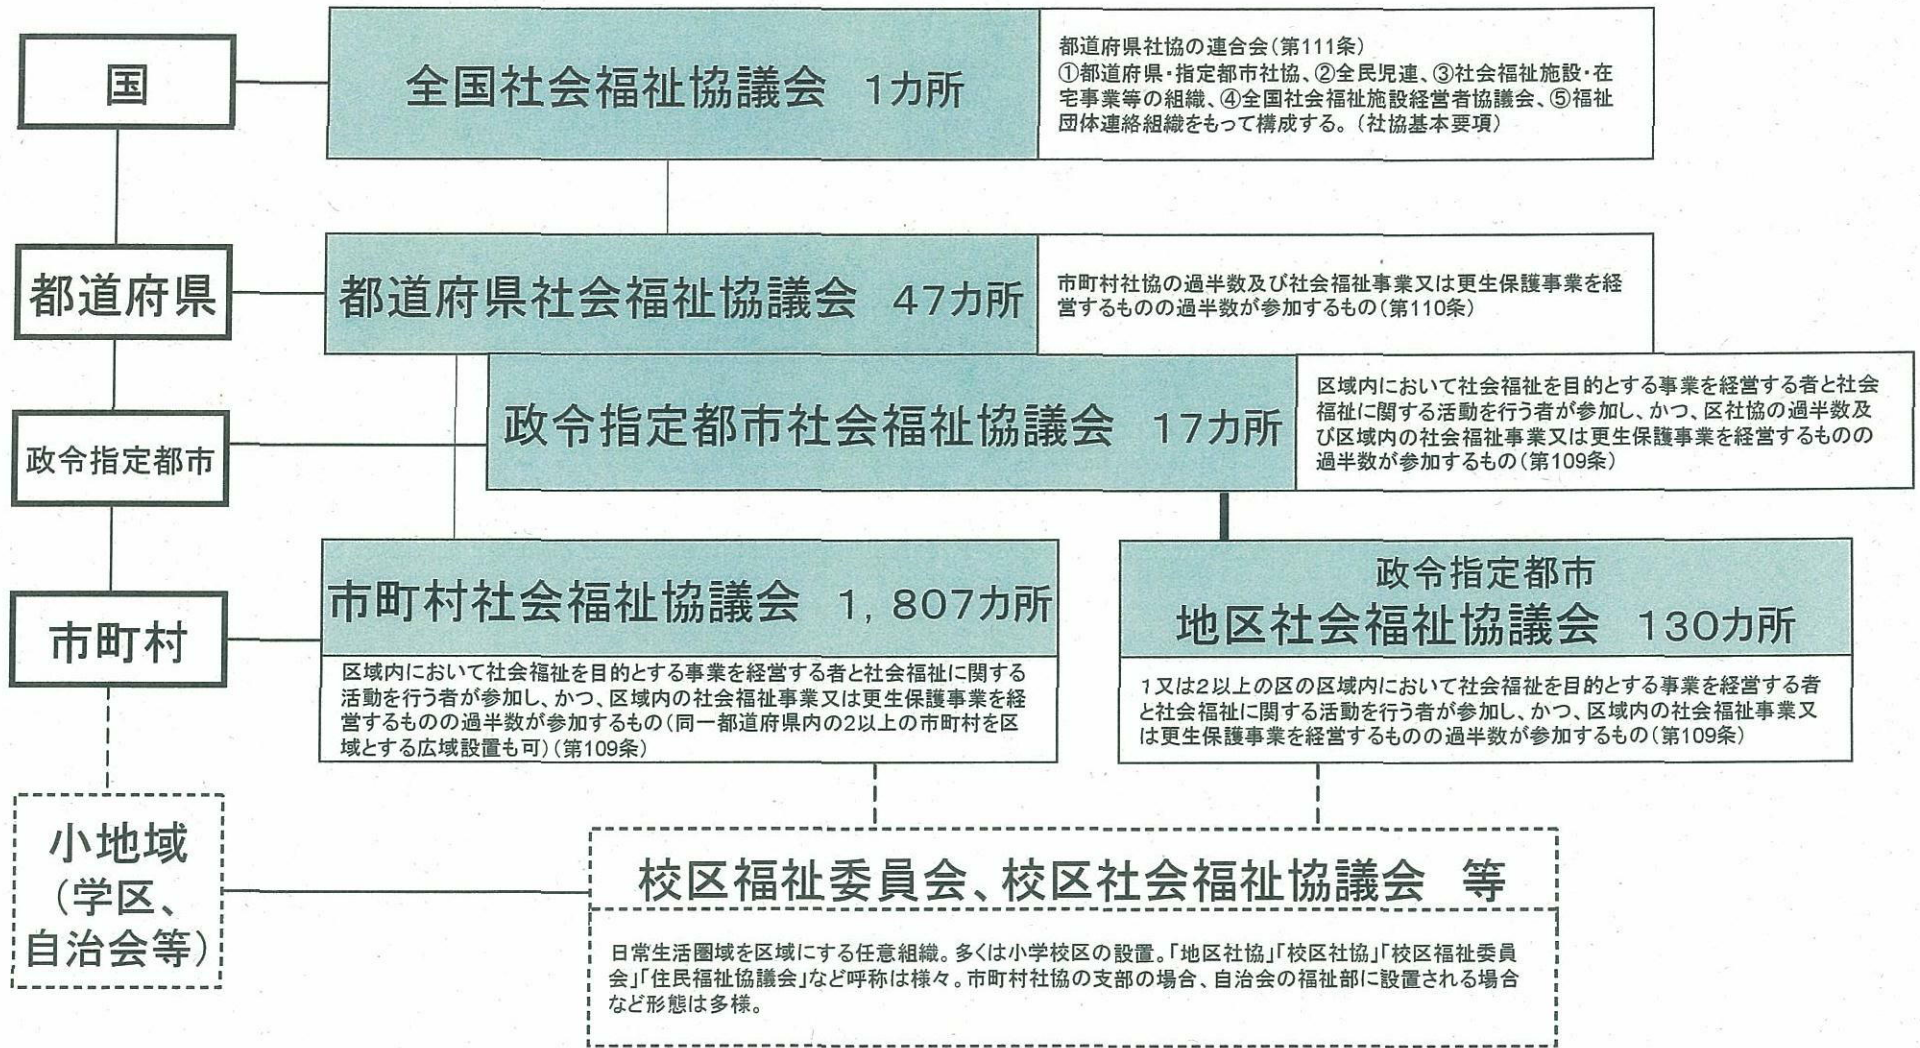 国
全国社会福祉協議会 1カ所
都道府県社協の連合会(第111条)
①都道府県・指定都市社協、②全民児連、③社会福祉施設・在
宅事業等の組織、④全国社会福祉施設経営者協議会、⑤福祉
団体連絡組織をもって構成する。(社協基本要項)
都道府県
都道府県社会福祉協議会 47カ所
市町村社協の過半数及び社会福祉事業又は更生保護事業を経
営するものの過半数が参加するもの(第110条)
政令指定都市
政令指定都市社会福祉協議会 17カ所
区域内において社会福祉を目的とする事業を経営する者と社会
福祉に関する活動を行う者が参加し、かつ、区社協の過半数及
び区域内の社会福祉事業又は更生保護事業を経営するものの
過半数が参加するもの(第109条)
市町村
市町村社会福祉協議会 1,807カ所
区域内において社会福祉を目的とする事業を経営する者と社会福祉に関する
活動を行う者が参加し、かつ、区域内の社会福祉事業又は更生保護事業を経
営するものの過半数が参加するもの(同一都道府県内の2以上の市町村を区
域とする広域設置も可)(第109条)
政令指定都市
地区社会福祉協議会 130カ所
1又は2以上の区の区域内において社会福祉を目的とする事業を経営する者
と社会福祉に関する活動を行う者が参加し、かつ、区域内の社会福祉事業又
は更生保護事業を経営するものの過半数が参加するもの(第109条)
小地域
(学区、
自治会等)
校区福祉委員会、校区社会福祉協議会 等
日常生活圏域を区域にする任意組織。多くは小学校区の設置。「地区社協」「校区社協」「校区福祉委員
会」「住民福祉協議会」など呼称は様々。市町村社協の支部の場合、自治会の福祉部に設置される場合
など形態は多様。